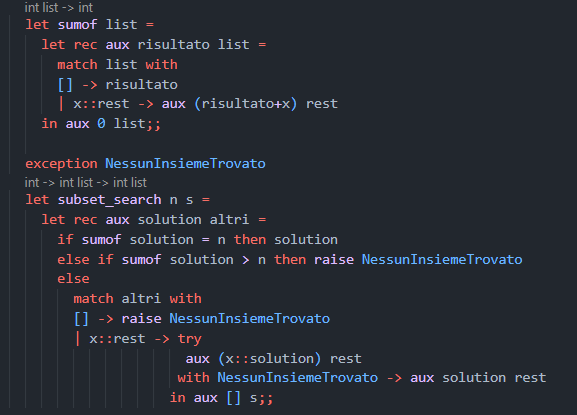 int list -> int
let sumof list =
let rec aux risultato list =
match list with
[] -> risultato
| x::rest -> aux (risultato+x) rest
in aux 0 list;;
exception NessunInsiemeTrovato
int -> int list -> int list
let subset_search n s =
let rec aux solution altri =
if sumof solution = n then solution
else if sumof solution > n then raise NessunInsiemeTrovato
else
match altri with
[] -> raise NessunInsiemeTrovato
| x::rest -> try
aux (x::solution) rest
with NessunInsiemeTrovato -> aux solution rest
in aux [] s;;